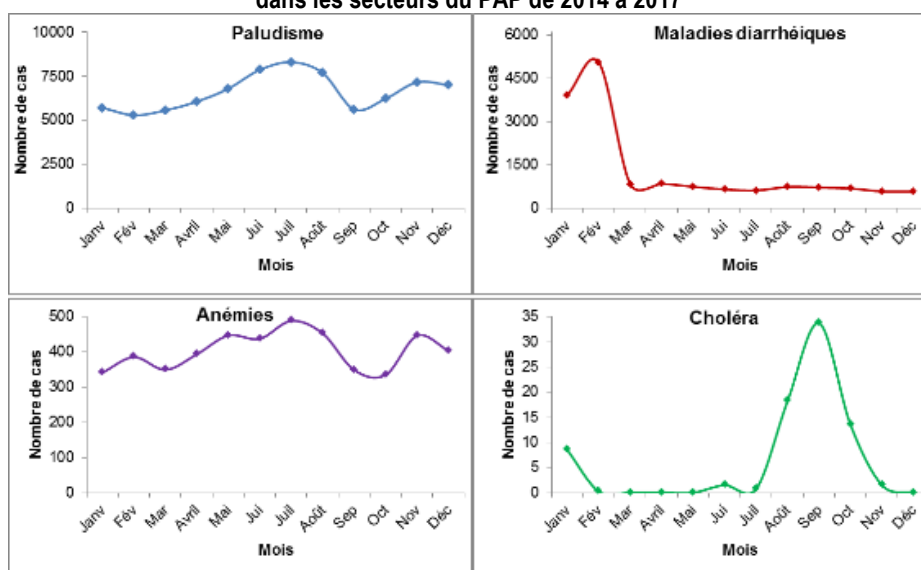 dans les secteurs du PAP de 2014 à 2017
Paludisme
Nombre de cas
10000
7500
5000
2500
0
Janv Fév Mar Avril Mai Jui Juil Août Sep Oct Nov Déc
Mois
Maladies diarrhéiques
Nombre de cas
6000
4500
3000
1500
0
Janv Fév Mar Avril Mai Jui Juil Août Sep Oct Nov Déc
Mois
Anémies
Nombre de cas
500
400
300
200
100
0
Janv Fév Mar Avril Mai Jui Juil Août Sep Oct Nov Déc
Mois
Choléra
Nombre de cas
35
30
25
20
15
10
5
0
Janv Fév Mar Avril Mai Jui Juil Août Sep Oct Nov Déc
Mois